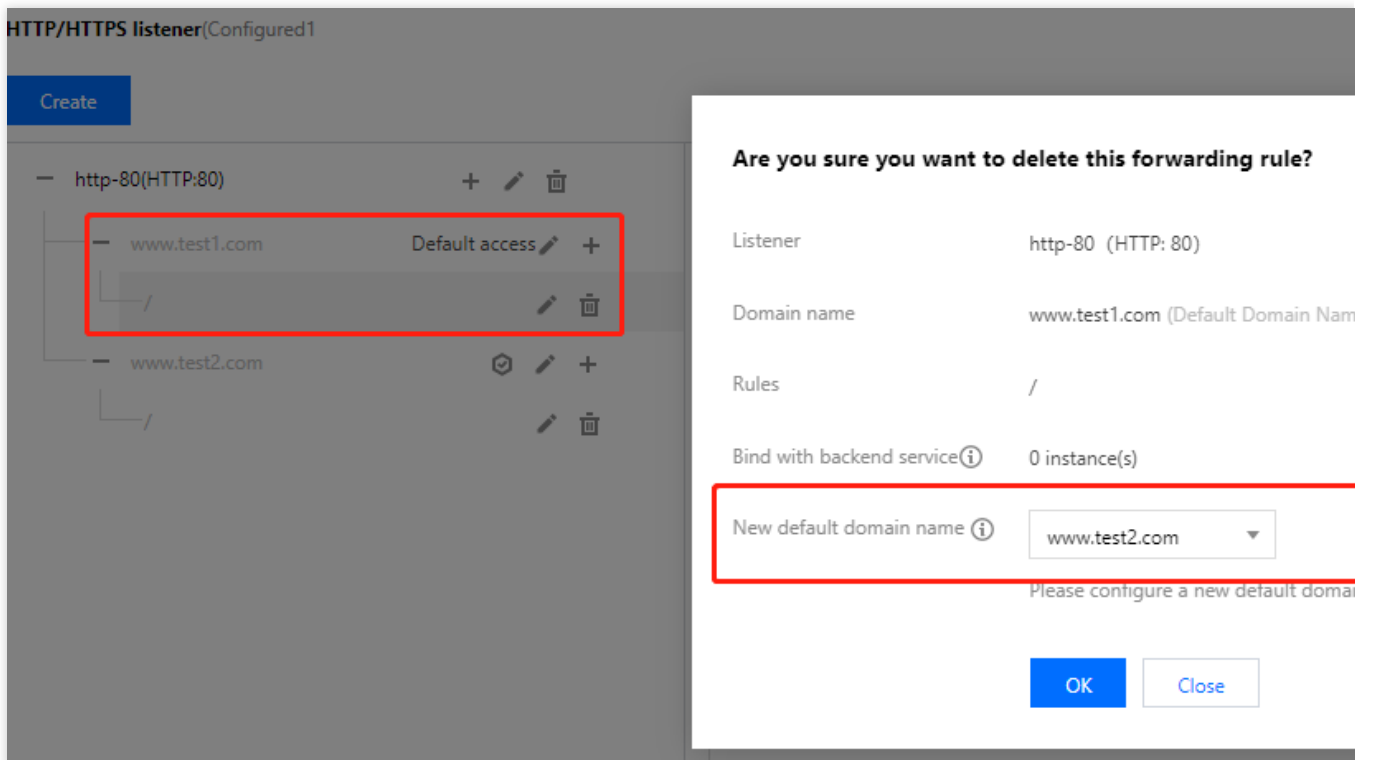 HTTP/HTTPS listener(Configured1
Create
http-80(HTTP:80)
www.test1.com Default access
/
www.test2.com
/
Are you sure you want to delete this forwarding rule?
Listener http-80 (HTTP: 80)
Domain name www.test1.com (Default Domain Nam
Rules /
Bind with backend service 0 instance(s)
New default domain name www.test2.com
Please configure a new default domai
OK Close